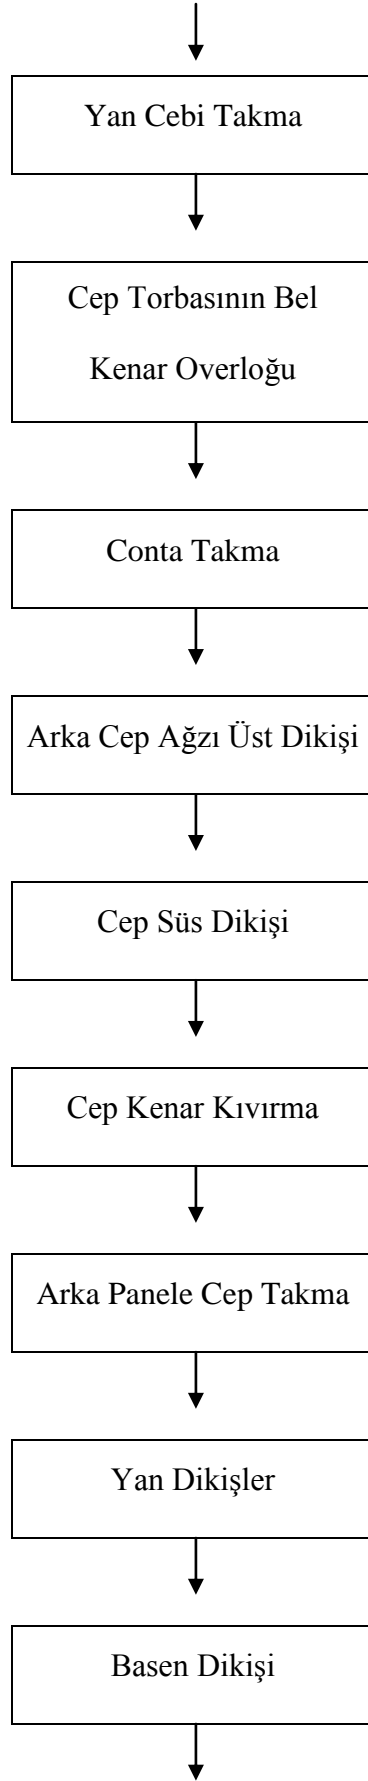 Yan Cebi Takma
Cep Torbasının Bel
Kenar Overloğu
Conta Takma
Arka Cep Ağzı Üst Dikişi
Cep Süs Dikişi
Cep Kenar Kıvırma
Arka Panele Cep Takma
Yan Dikişler
Basen Dikişi